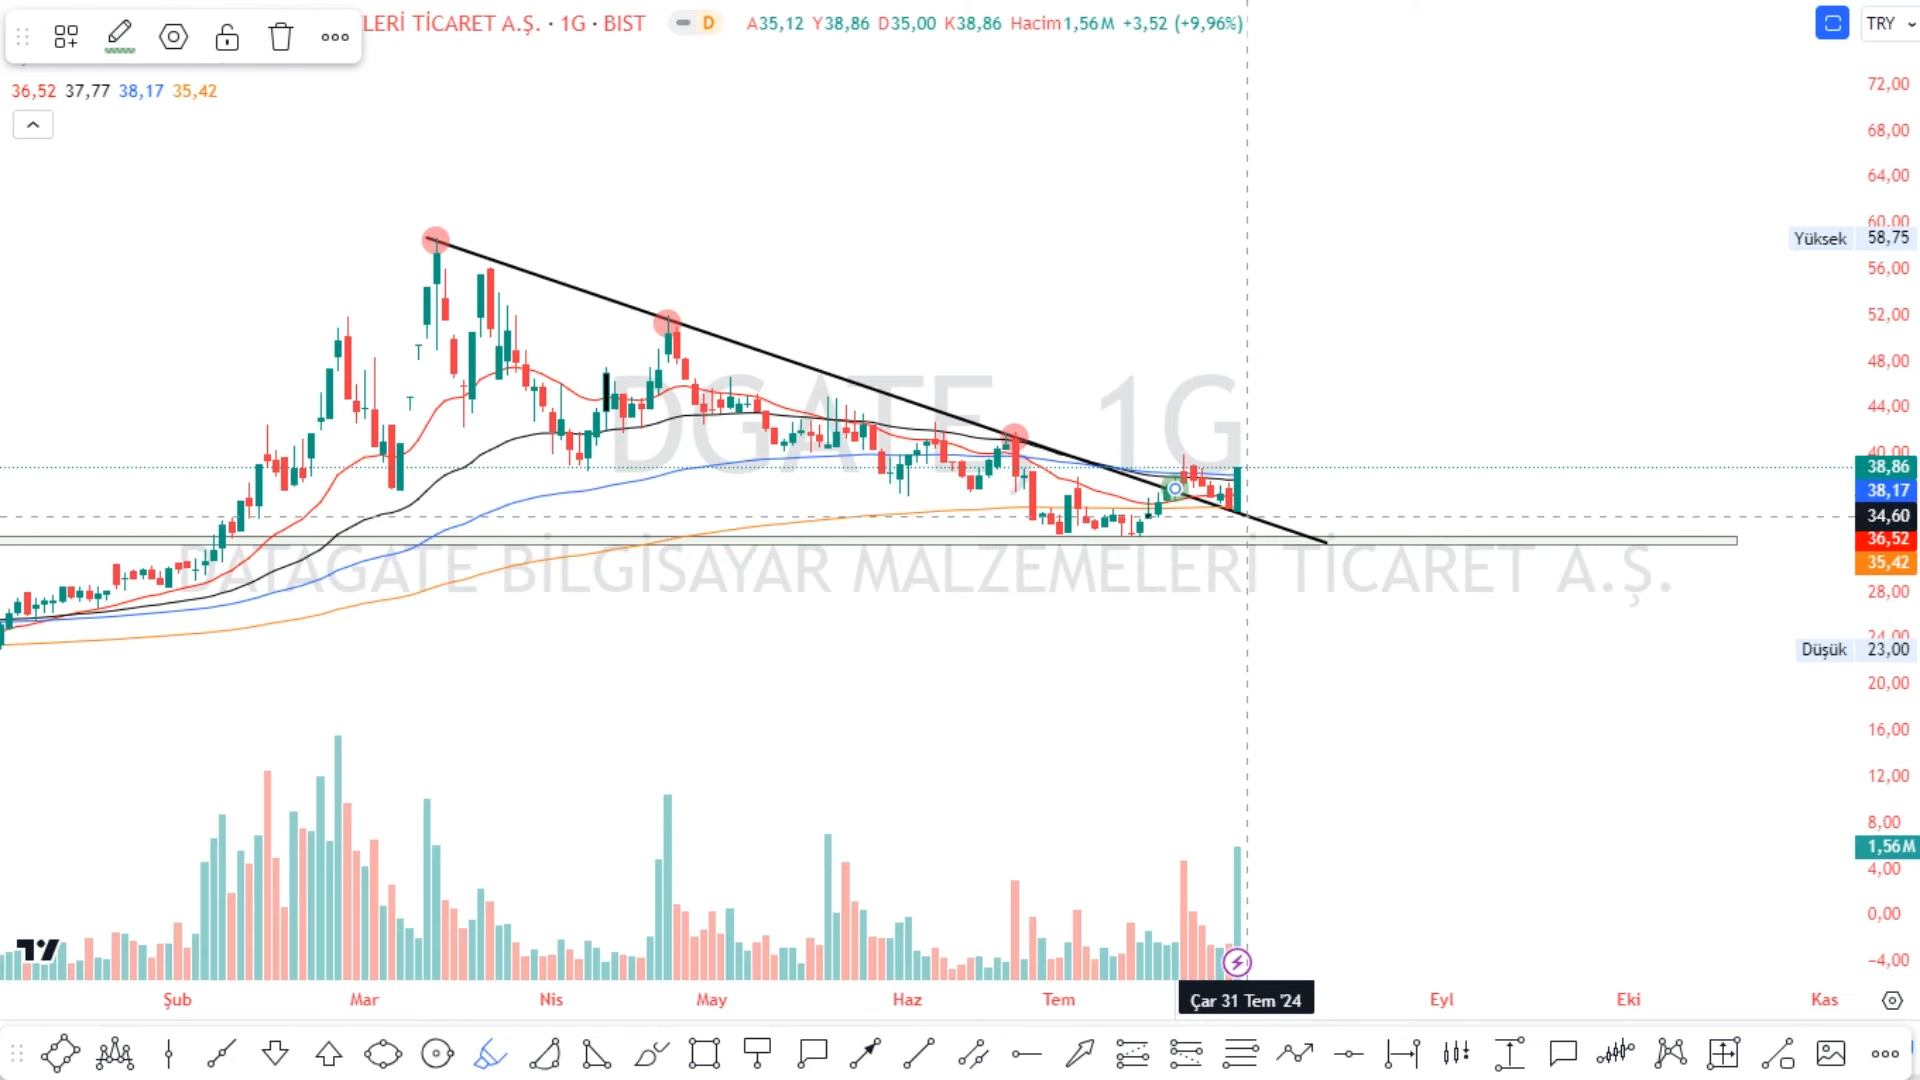 LERİ TİCARET A.Ş. · 1G · BIST D A35,12 Y38,86 D35,00 K38,86 Hacim1,56M +3,52 (+9,96%) TRY
36,52 37,77 38,17 35,42
72,00
68,00
64,00
60,00
Yüksek 58,75
56,00
52,00
48,00
44,00
40,00
38,86
38,17
34,60
36,52
35,42
28,00
24,00
Düşük 23,00
20,00
16,00
12,00
8,00
1,56M
4,00
0,00
−4,00
DGATE, 1G
DATAGATE BİLGİSAYAR MALZEMELERİ TİCARET A.Ş.
Şub Mar Nis May Haz Tem Çar 31 Tem '24 Eyl Eki Kas